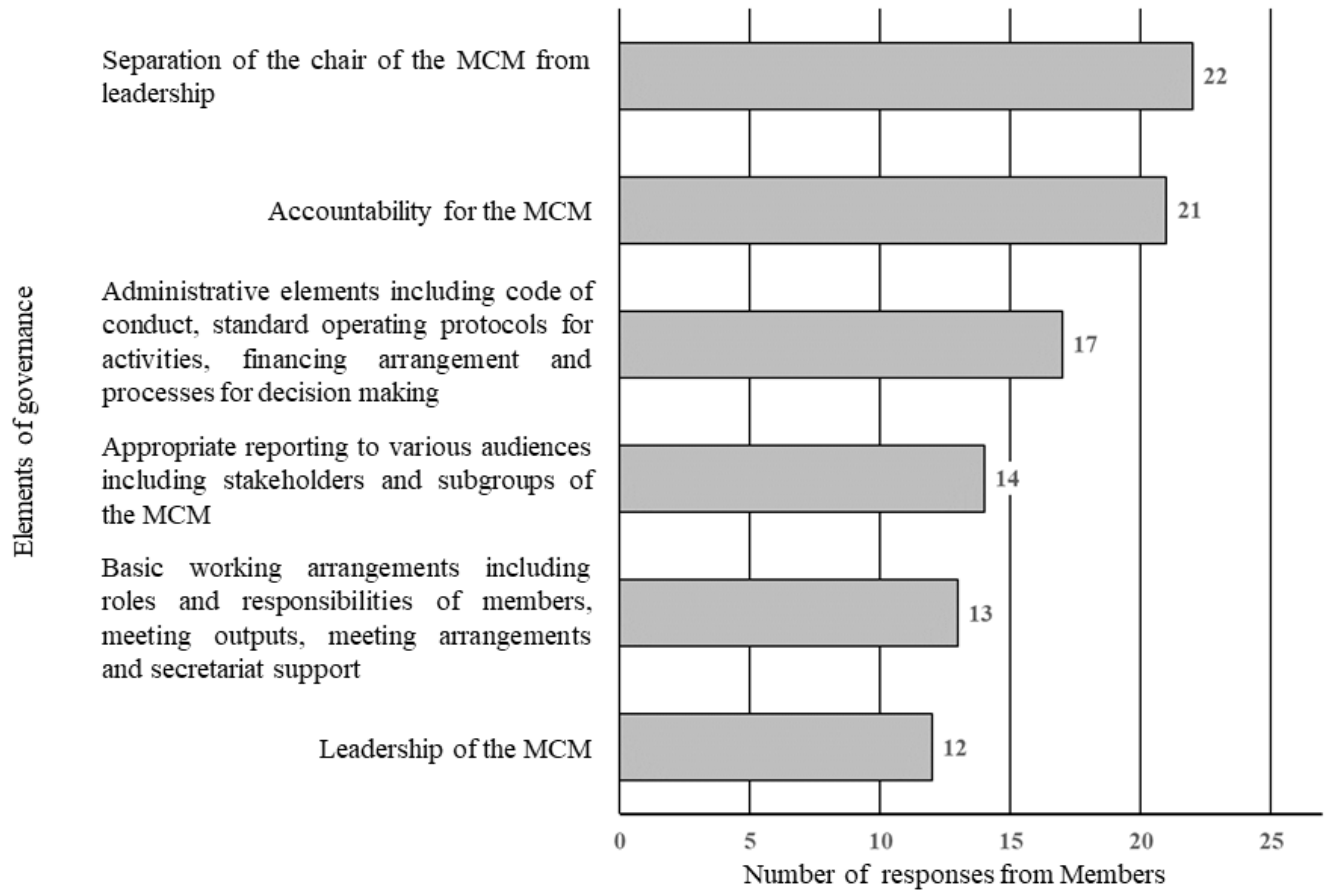 Separation of the chair of the MCM from
leadership
22
Accountability for the MCM
21
Administrative elements including code of
conduct, standard operating protocols for
activities, financing arrangement and
processes for decision making
17
Appropriate reporting to various audiences
including stakeholders and subgroups of
the MCM
14
Basic working arrangements including
roles and responsibilities of members,
meeting outputs, meeting arrangements
and secretariat support
13
Leadership of the MCM
12
Elements of governance
0 5 10 15 20 25
Number of responses from Members